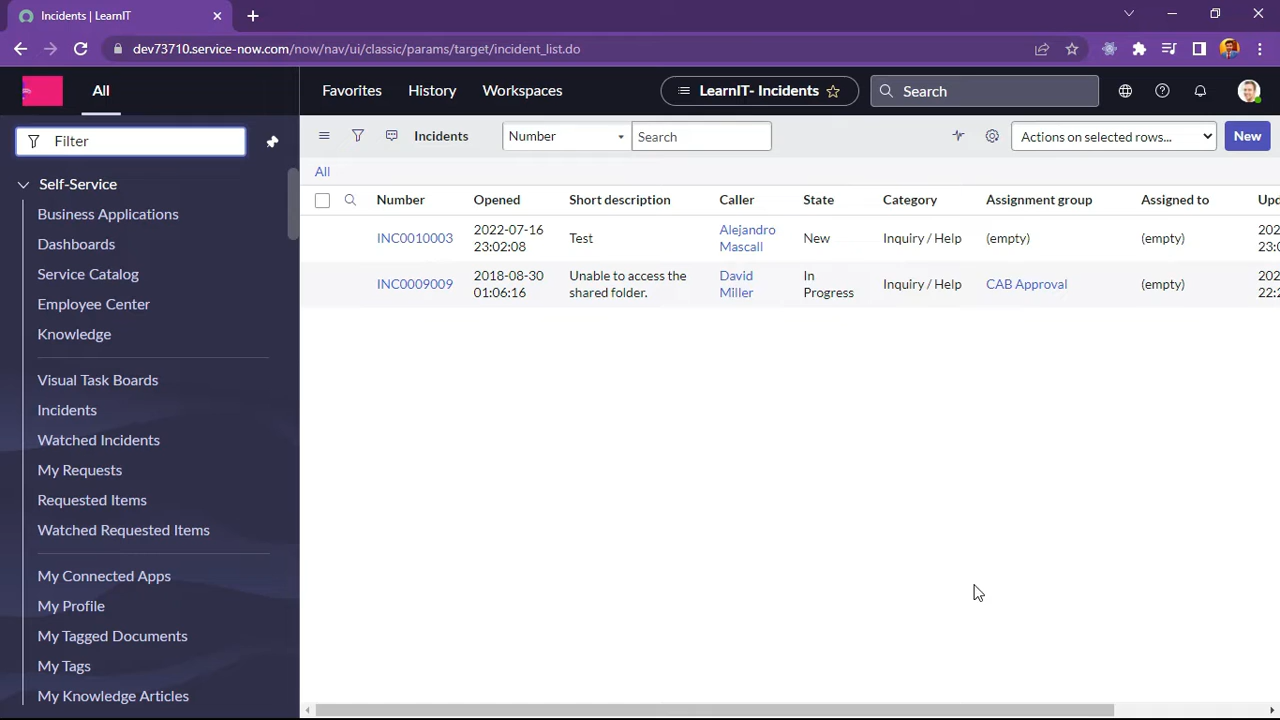 Incidents | LearnIT
dev73710.service-now.com/now/nav/ui/classic/params/target/incident_list.do
All
Favorites
History
Workspaces
LearnIT- Incidents
Search
Filter
Self-Service
Business Applications
Dashboards
Service Catalog
Employee Center
Knowledge
Visual Task Boards
Incidents
Watched Incidents
My Requests
Requested Items
Watched Requested Items
My Connected Apps
My Profile
My Tagged Documents
My Tags
My Knowledge Articles
Incidents
Number
Search
Actions on selected rows...
New
All
Number Opened Short description Caller State Category Assignment group Assigned to Upd
INC0010003
2022-07-16
23:02:08
Test
Alejandro
Mascall
New
Inquiry / Help
(empty)
(empty)
202
23:
INC0009009
2018-08-30
01:06:16
Unable to access the
shared folder.
David
Miller
In
Progress
Inquiry / Help
CAB Approval
(empty)
202
22:2